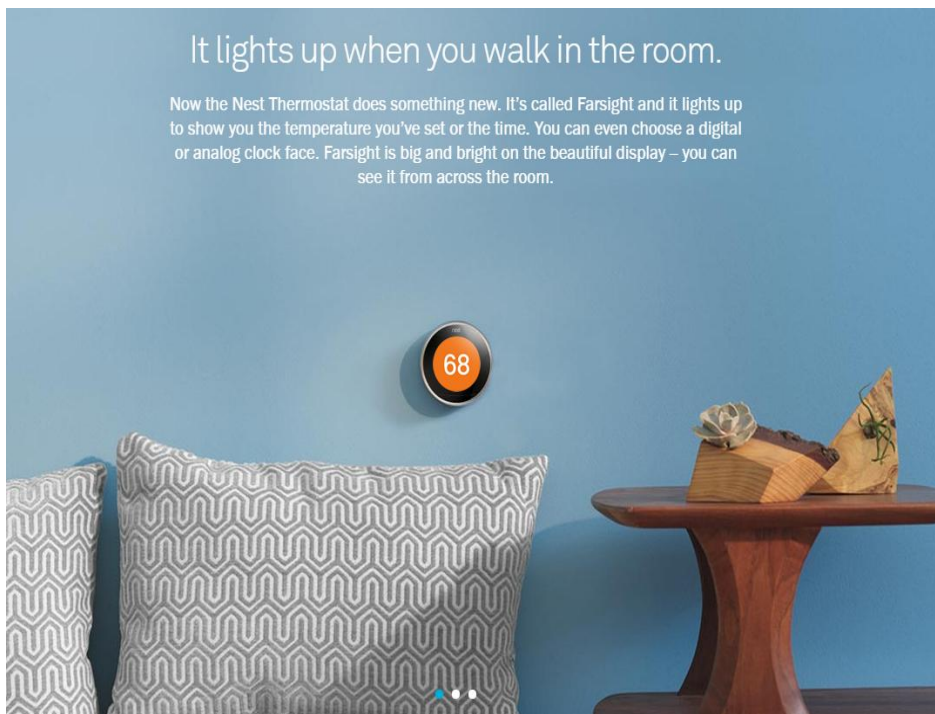 It lights up when you walk in the room.
Now the Nest Thermostat does something new. It's called Farsight and it lights up
to show you the temperature you've set or the time. You can even choose a digital
or analog clock face. Farsight is big and bright on the beautiful display – you can
see it from across the room.
nest
68